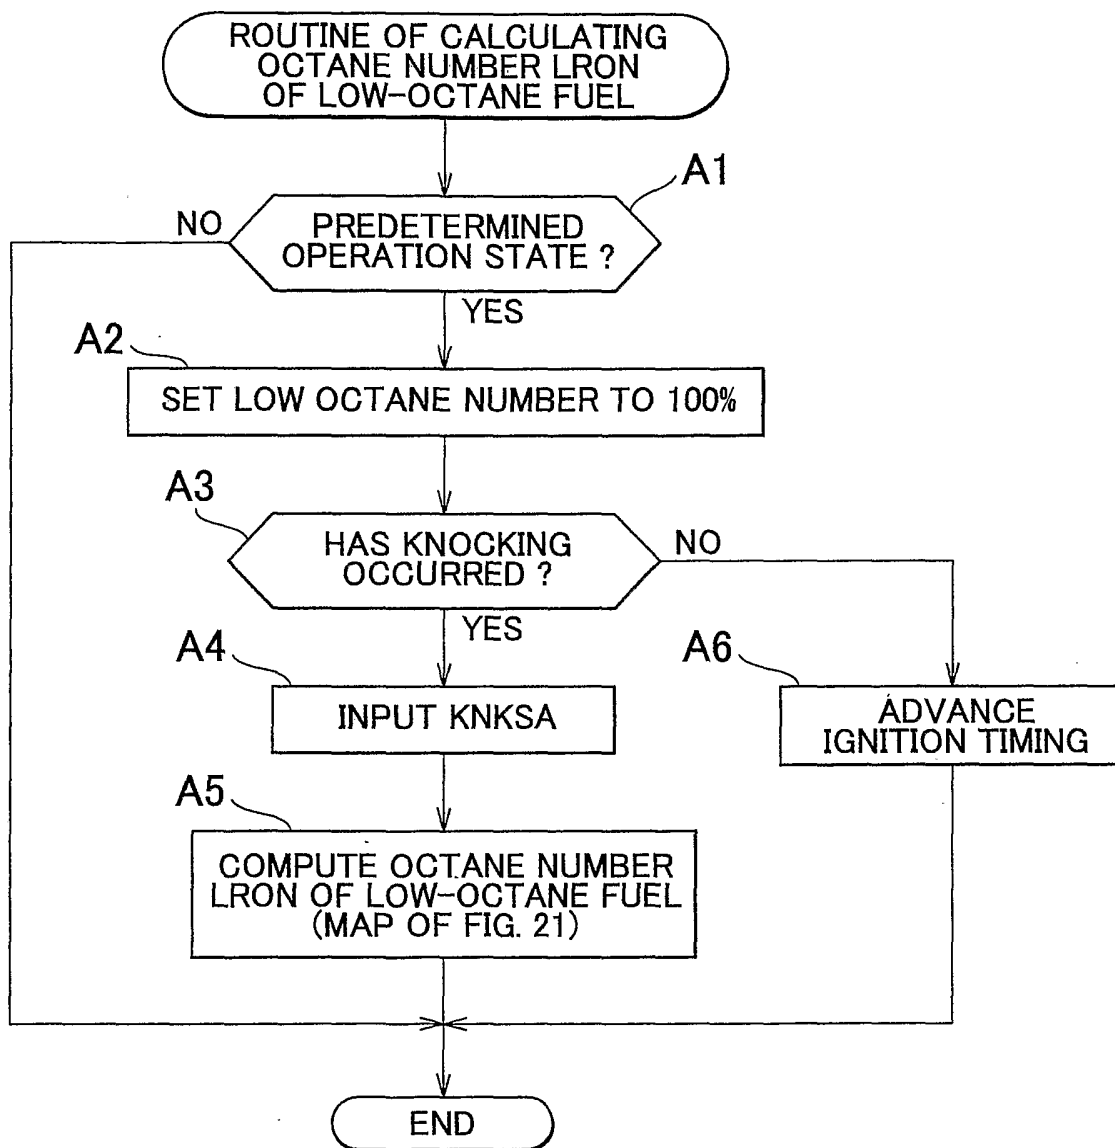 ROUTINE OF CALCULATING
OCTANE NUMBER LRON
OF LOW-OCTANE FUEL
A1
NO
PREDETERMINED
OPERATION STATE ?
YES
A2
SET LOW OCTANE NUMBER TO 100%
A3
HAS KNOCKING
OCCURRED ?
NO
YES
A4
INPUT KNKSA
A6
ADVANCE
IGNITION TIMING
A5
COMPUTE OCTANE NUMBER
LRON OF LOW-OCTANE FUEL
(MAP OF FIG. 21)
END